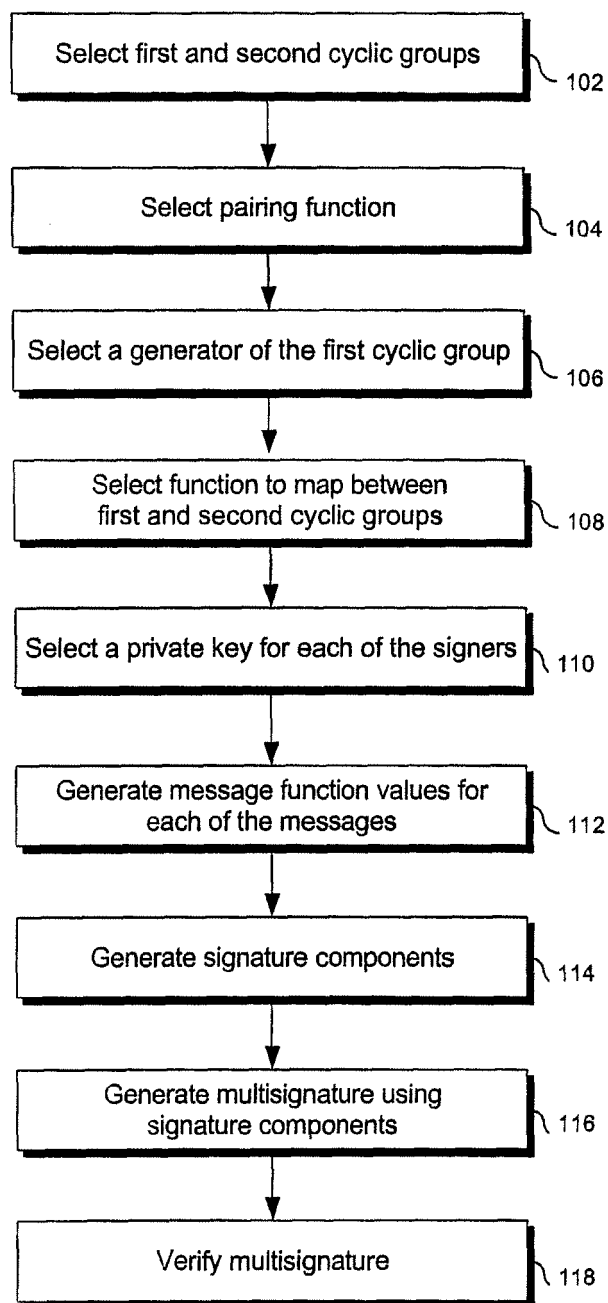 Select first and second cyclic groups
102
Select pairing function
104
Select a generator of the first cyclic group
106
Select function to map between
first and second cyclic groups
108
Select a private key for each of the signers
110
Generate message function values for
each of the messages
112
Generate signature components
114
Generate multisignature using
signature components
116
Verify multisignature
118